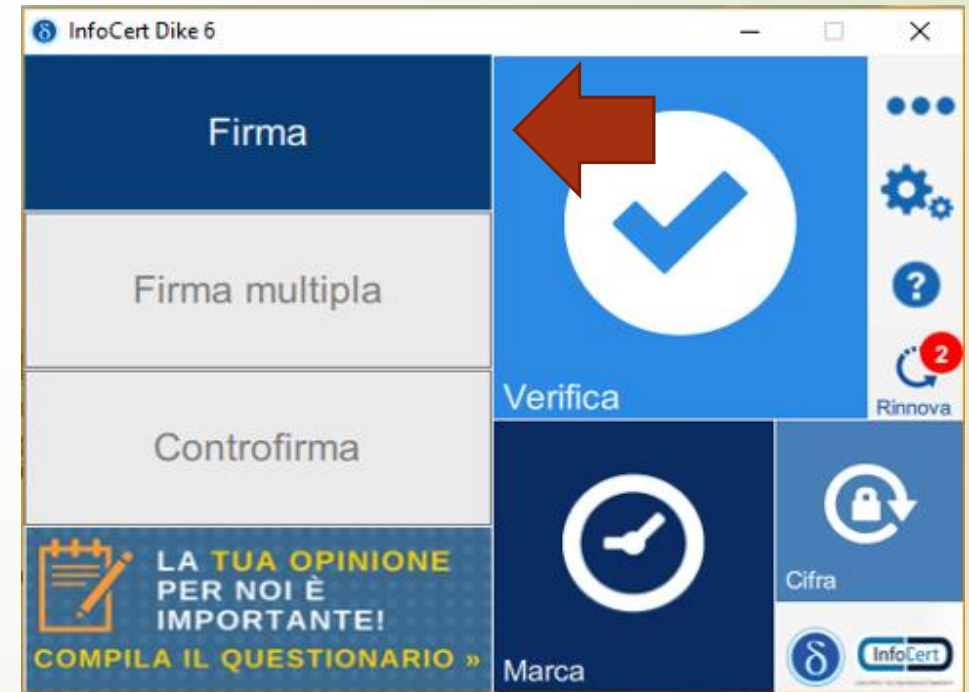 InfoCert Dike 6
Firma
Firma multipla
Controfirma
Verifica
2
Rinnova
Marca
Cifra
LA TUA OPINIONE
PER NOI È
IMPORTANTE!
COMPILA IL QUESTIONARIO »
InfoCert